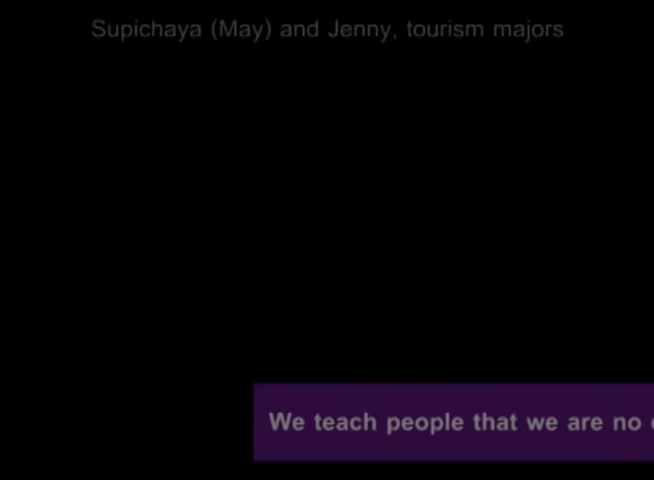 Supichaya (May) and Jenny, tourism majors
We teach people that we are no